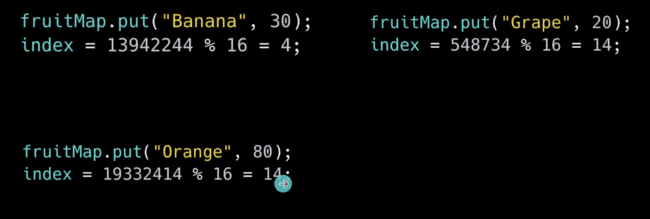 fruitMap.put("Banana", 30);
index = 13942244 % 16 = 4;
fruitMap.put("Grape", 20);
index = 548734 % 16 = 14;
fruitMap.put("Orange", 80);
index = 19332414 % 16 = 14;